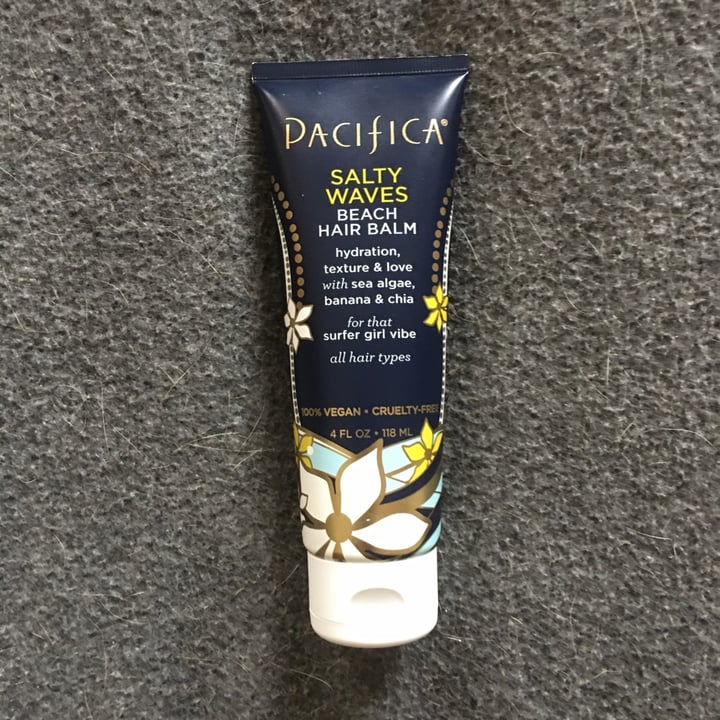 PACIFICA®
SALTY
WAVES
BEACH
HAIR BALM
hydration,
texture & love
with sea algae,
banana & chia
for that
surfer girl vibe
all hair types
100% VEGAN • CRUELTY-FREE
4 FL OZ • 118 ML